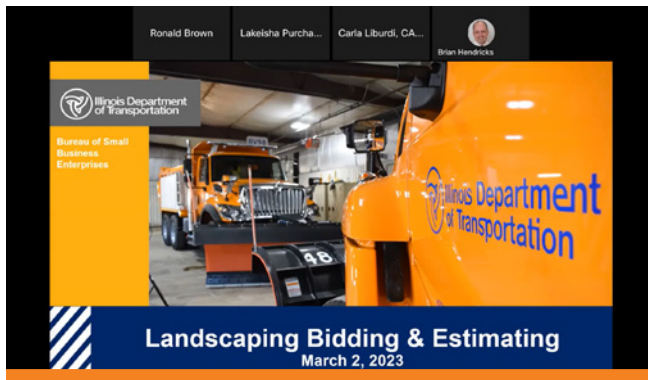 Ronald Brown
Lakeisha Purcha...
Carla Liburdi, CA...
Brian Hendricks
Illinois Department
of Transportation
Bureau of Small
Business
Enterprises
48
Illinois Department
of Transportation
Landscaping Bidding & Estimating
March 2, 2023